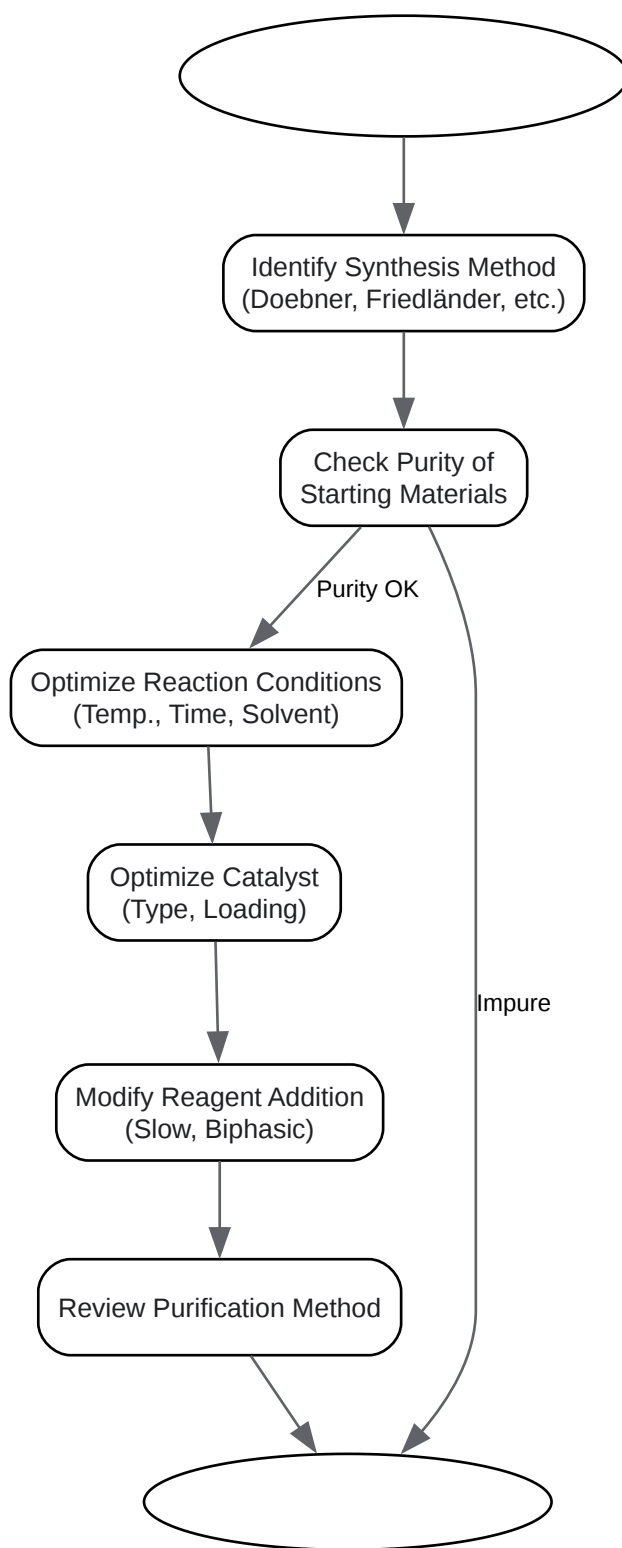 Identify Synthesis Method
(Doebner, Friedländer, etc.)
Check Purity of
Starting Materials
Purity OK
Optimize Reaction Conditions
(Temp., Time, Solvent)
Optimize Catalyst
(Type, Loading)
Impure
Modify Reagent Addition
(Slow, Biphasic)
Review Purification Method